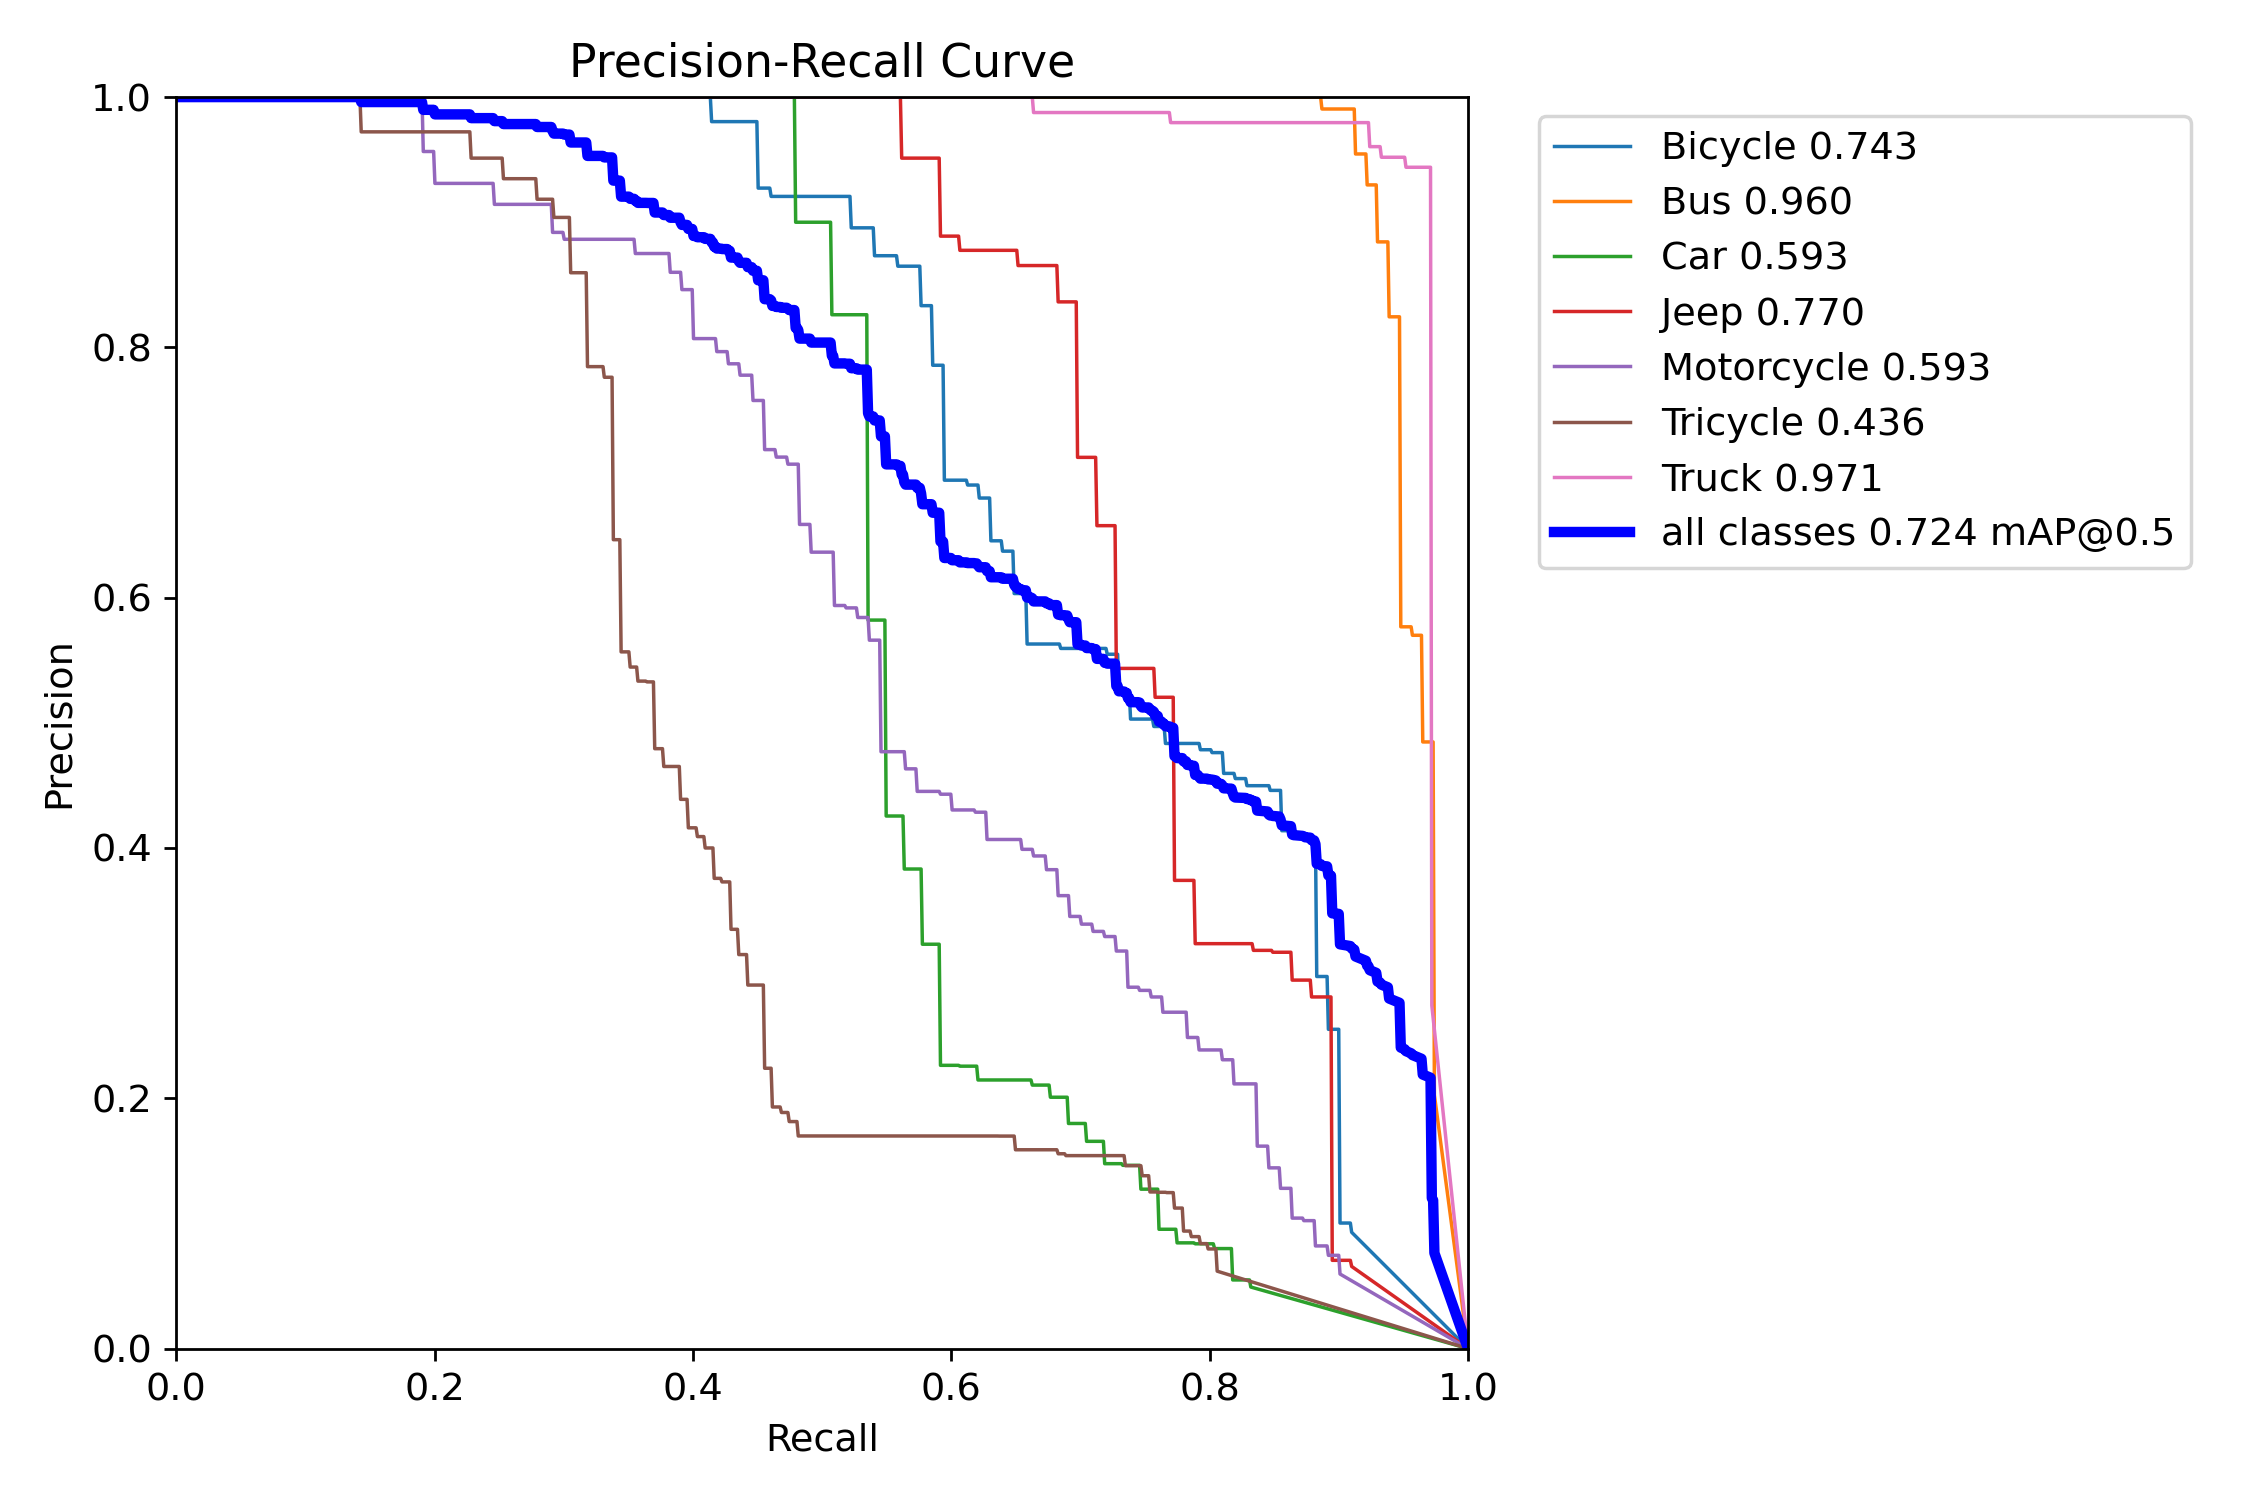 Precision-Recall Curve
1.0
0.8
0.6
0.4
0.2
0.0
Precision
0.0 0.2 0.4 0.6 0.8 1.0
Recall
Bicycle 0.743
Bus 0.960
Car 0.593
Jeep 0.770
Motorcycle 0.593
Tricycle 0.436
Truck 0.971
all classes 0.724 mAP@0.5